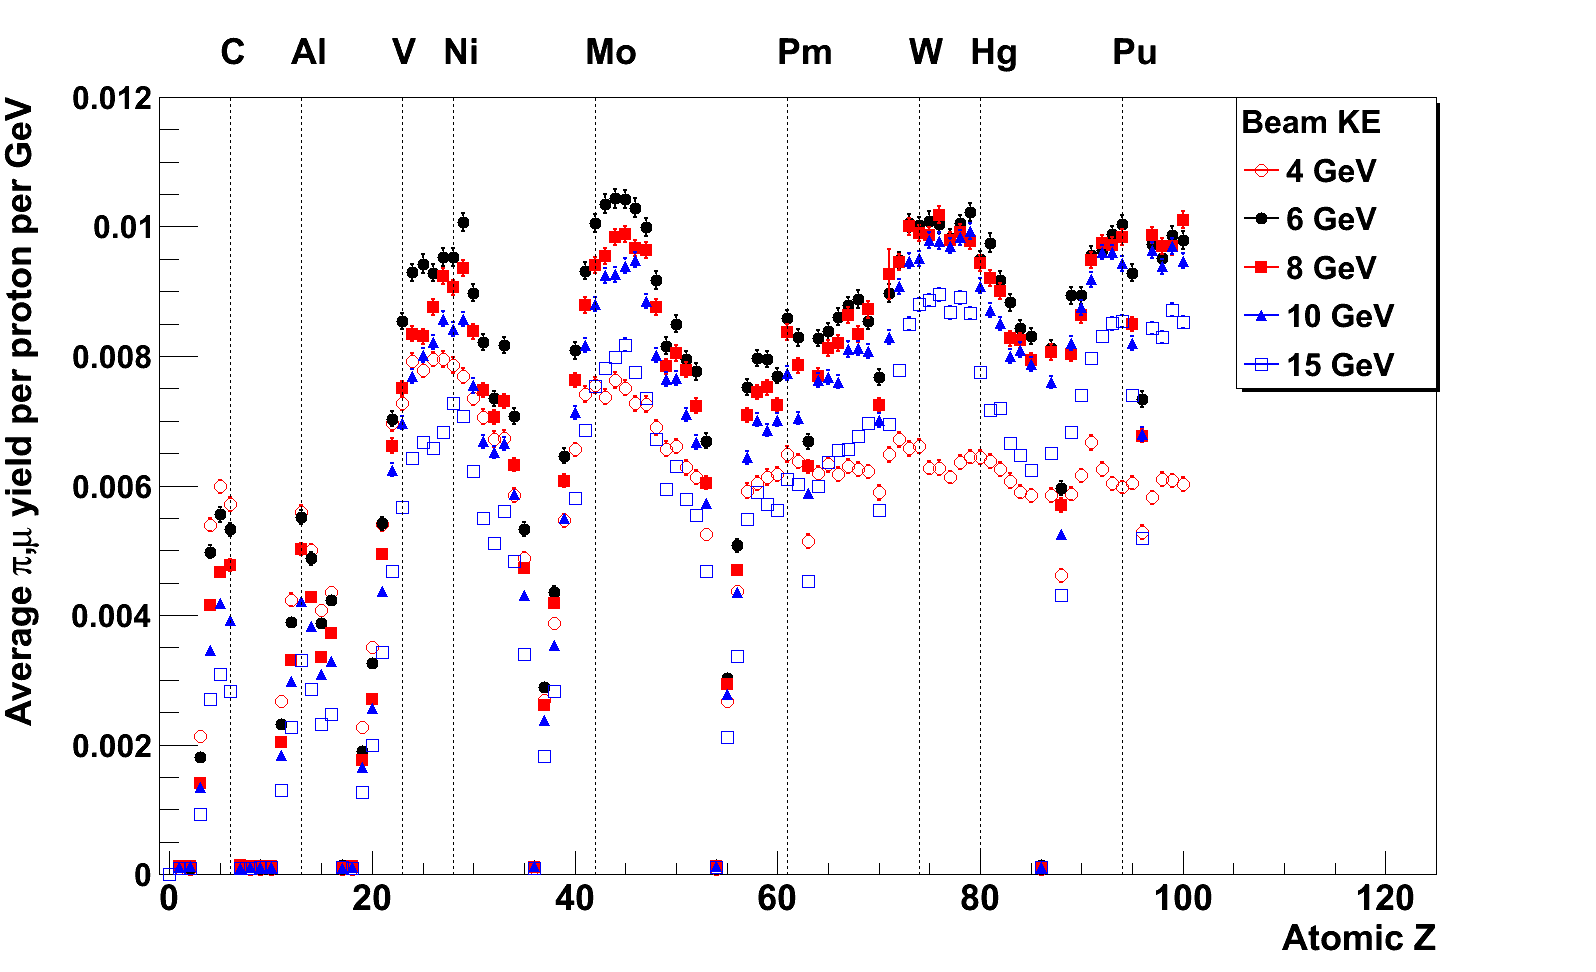 C Al V Ni Mo Pm W Hg Pu
Average π,μ yield per proton per GeV
0.012
0.01
0.008
0.006
0.004
0.002
0
0 20 40 60 80 100 120
Atomic Z
Beam KE
4 GeV
6 GeV
8 GeV
10 GeV
15 GeV